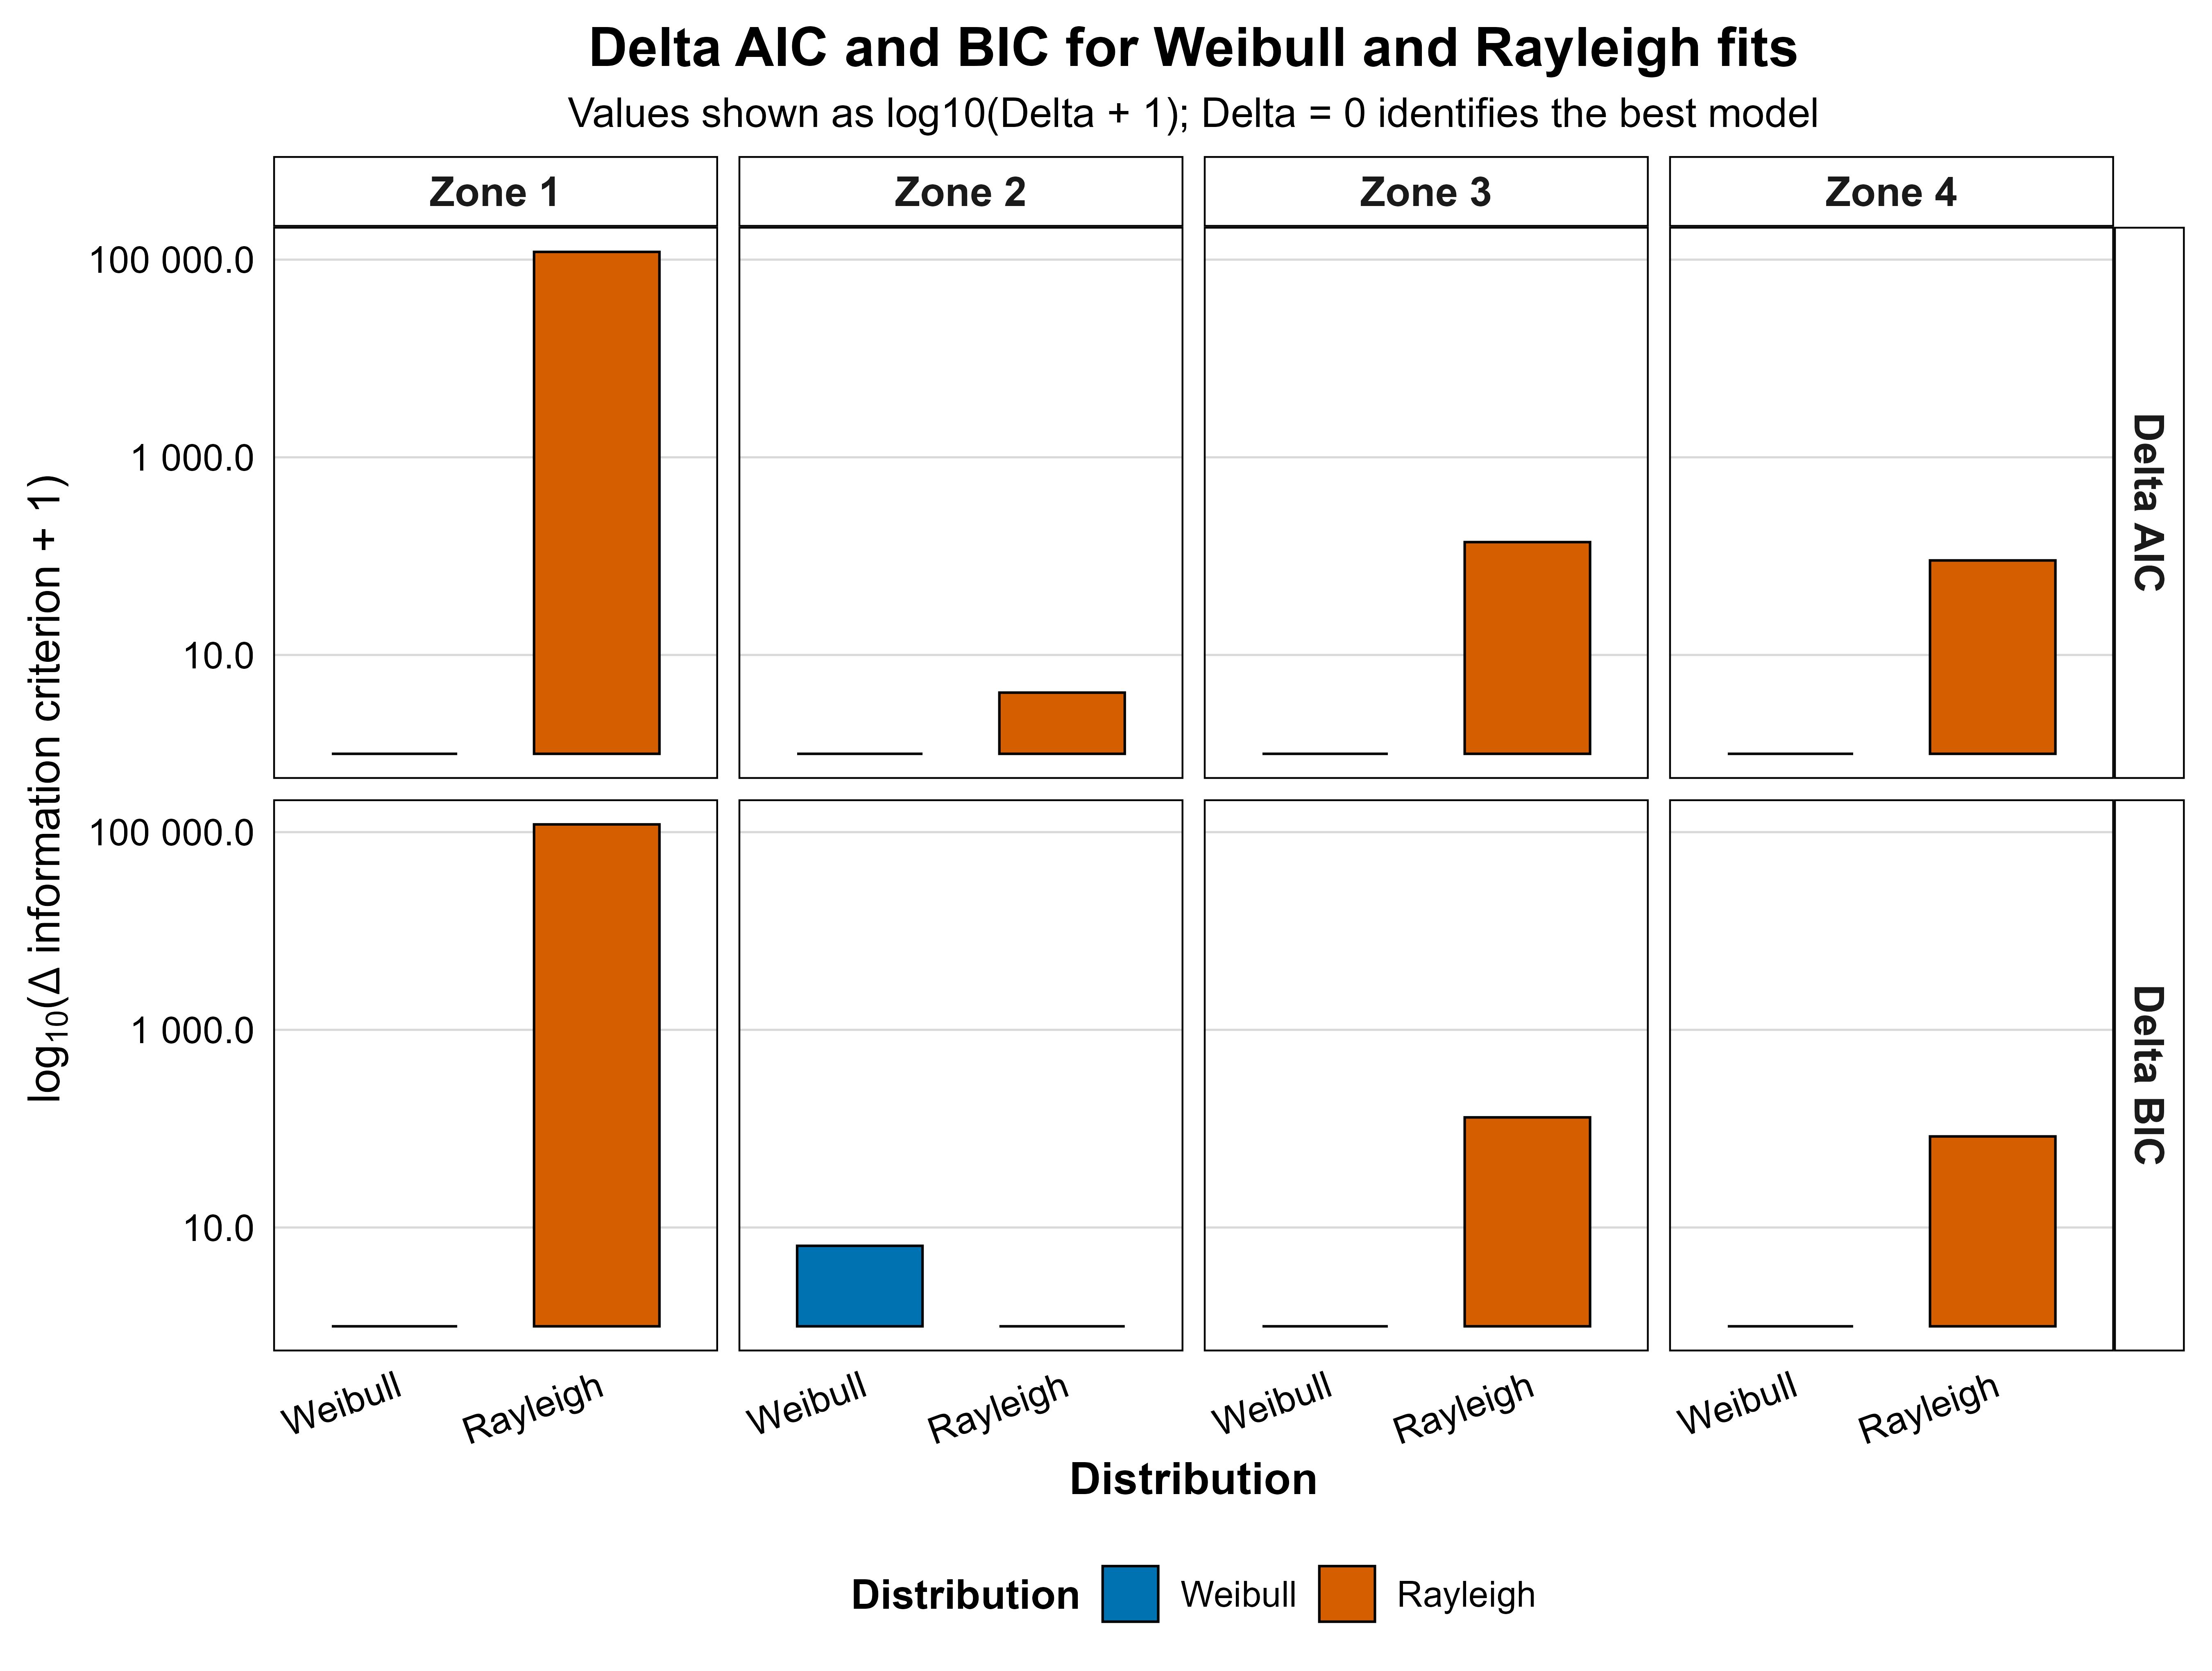 Delta AIC and BIC for Weibull and Rayleigh fits
Values shown as log10(Delta + 1); Delta = 0 identifies the best model
Zone 1
Zone 2
Zone 3
Zone 4
100 000.0
1 000.0
10.0
Delta AIC
100 000.0
1 000.0
10.0
Delta BIC
log₁₀(Δ information criterion + 1)
Weibull
Rayleigh
Weibull
Rayleigh
Weibull
Rayleigh
Weibull
Rayleigh
Distribution
Distribution Weibull Rayleigh